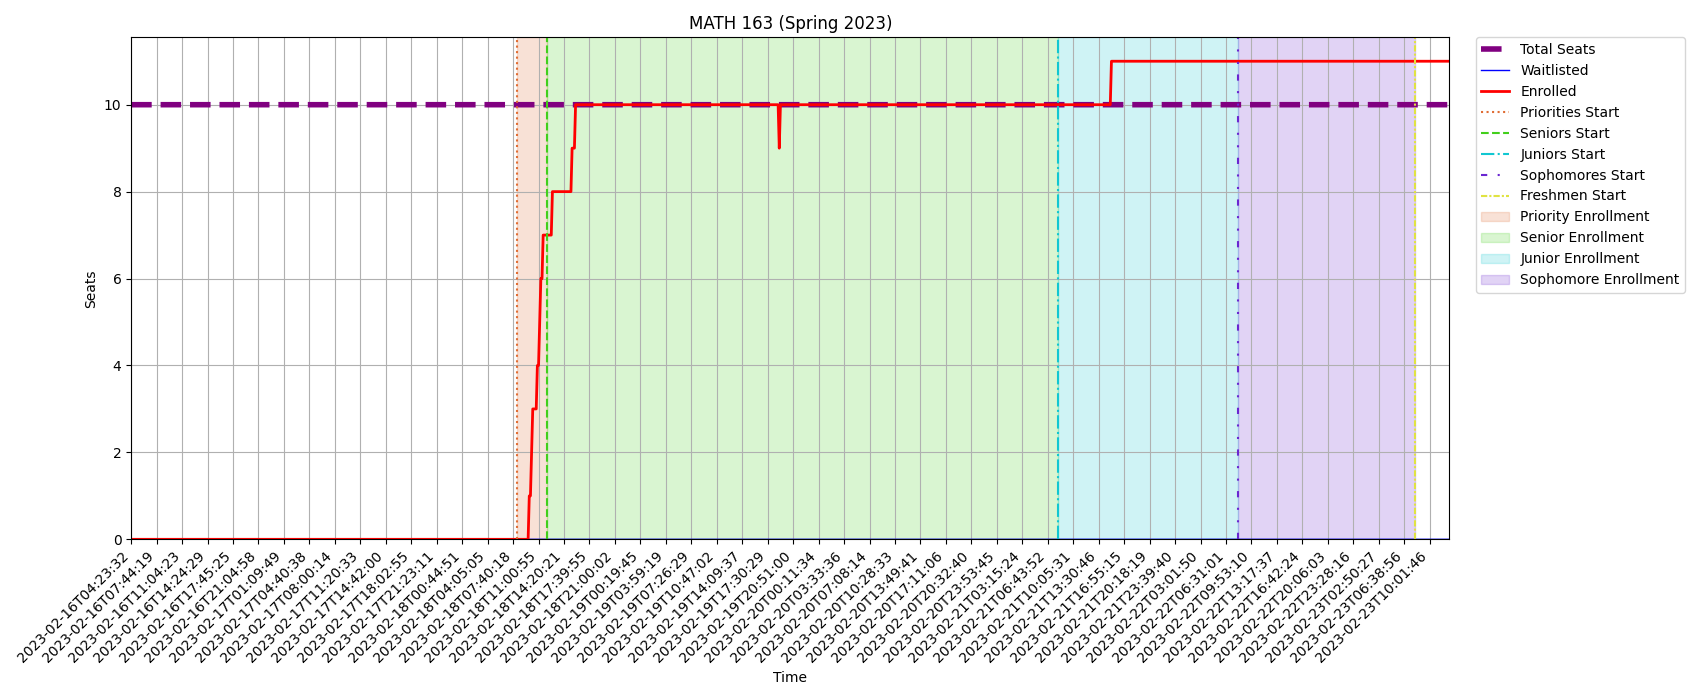 MATH 163 (Spring 2023)
Seats
10
8
6
4
2
0
2023-02-16T04:23:32
2023-02-16T07:44:19
2023-02-16T11:04:23
2023-02-16T14:24:29
2023-02-16T17:45:25
2023-02-16T21:04:58
2023-02-17T01:09:49
2023-02-17T04:40:38
2023-02-17T08:00:14
2023-02-17T11:20:33
2023-02-17T14:42:00
2023-02-17T18:02:55
2023-02-17T21:23:11
2023-02-18T00:44:51
2023-02-18T04:05:05
2023-02-18T07:40:18
2023-02-18T11:00:55
2023-02-18T14:20:21
2023-02-18T17:39:55
2023-02-18T21:00:02
2023-02-19T00:19:45
2023-02-19T03:59:19
2023-02-19T07:26:29
2023-02-19T10:47:02
2023-02-19T14:09:37
2023-02-19T17:30:29
2023-02-19T20:51:00
2023-02-20T00:11:34
2023-02-20T03:33:36
2023-02-20T07:08:14
2023-02-20T10:28:33
2023-02-20T13:49:41
2023-02-20T17:11:06
2023-02-20T20:32:40
2023-02-20T23:53:45
2023-02-21T03:15:24
2023-02-21T06:43:52
2023-02-21T10:05:31
2023-02-21T13:30:46
2023-02-21T16:55:15
2023-02-21T20:18:19
2023-02-21T23:39:40
2023-02-22T03:01:50
2023-02-22T06:31:01
2023-02-22T09:53:10
2023-02-22T13:17:37
2023-02-22T16:42:24
2023-02-22T20:06:03
2023-02-22T23:28:16
2023-02-23T02:50:27
2023-02-23T06:38:56
2023-02-23T10:01:46
Time
Total Seats
Waitlisted
Enrolled
Priorities Start
Seniors Start
Juniors Start
Sophomores Start
Freshmen Start
Priority Enrollment
Senior Enrollment
Junior Enrollment
Sophomore Enrollment